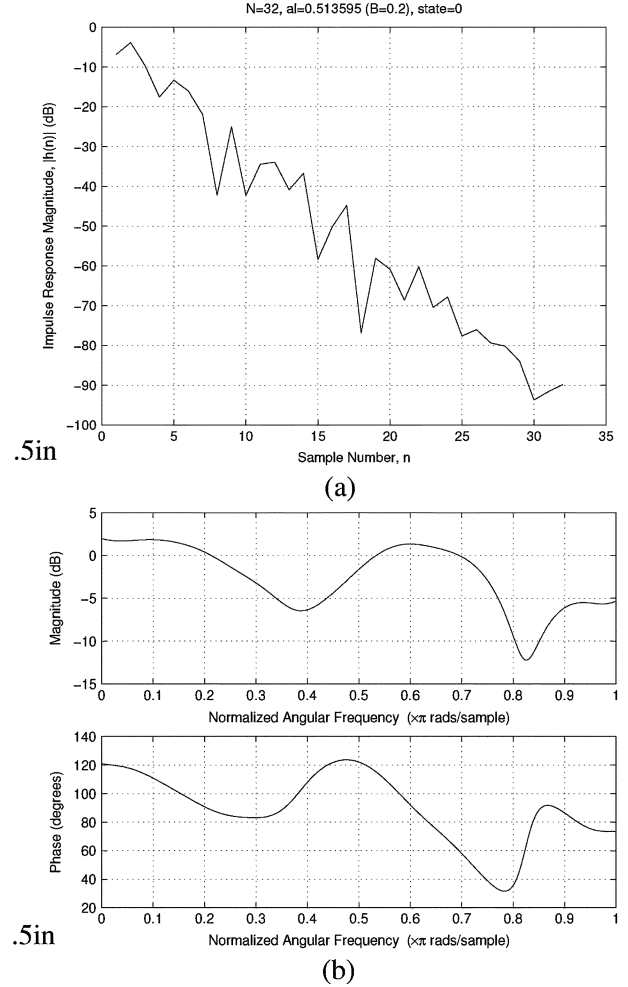 N=32, al=0.513595 (B=0.2), state=0
0
−10
−20
−30
−40
−50
−60
−70
−80
−90
−100
Impulse Response Magnitude, |h(n)| (dB)
0 5 10 15 20 25 30 35
Sample Number, n
.5in
(a)
5
0
−5
−10
−15
Magnitude (dB)
0 0.1 0.2 0.3 0.4 0.5 0.6 0.7 0.8 0.9 1
Normalized Angular Frequency (×π rads/sample)
140
120
100
80
60
40
20
Phase (degrees)
0 0.1 0.2 0.3 0.4 0.5 0.6 0.7 0.8 0.9 1
Normalized Angular Frequency (×π rads/sample)
.5in
(b)